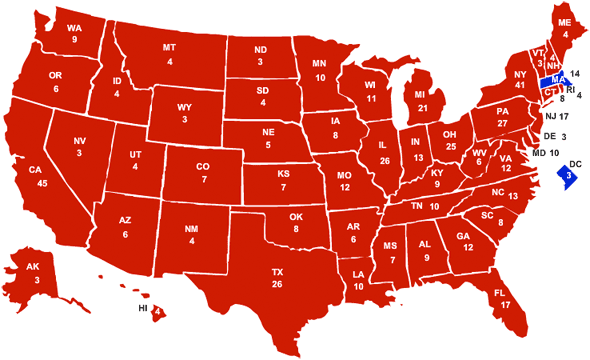 WA
9
OR
6
CA
45
NV
3
ID
4
MT
4
WY
3
UT
4
AZ
6
CO
7
NM
4
ND
3
SD
4
NE
5
KS
7
OK
8
TX
26
MN
10
IA
8
MO
12
AR
6
LA
10
WI
11
IL
26
MI
21
IN
13
OH
25
KY
9
TN 10
MS
7
AL
9
GA
12
FL
17
SC
8
NC 13
VA
12
WV
6
PA
27
NY
41
VT
3
4
NH
ME
4
MA
14
CT
8
RI
4
NJ 17
DE 3
MD 10
DC
3
AK
3
HI
4